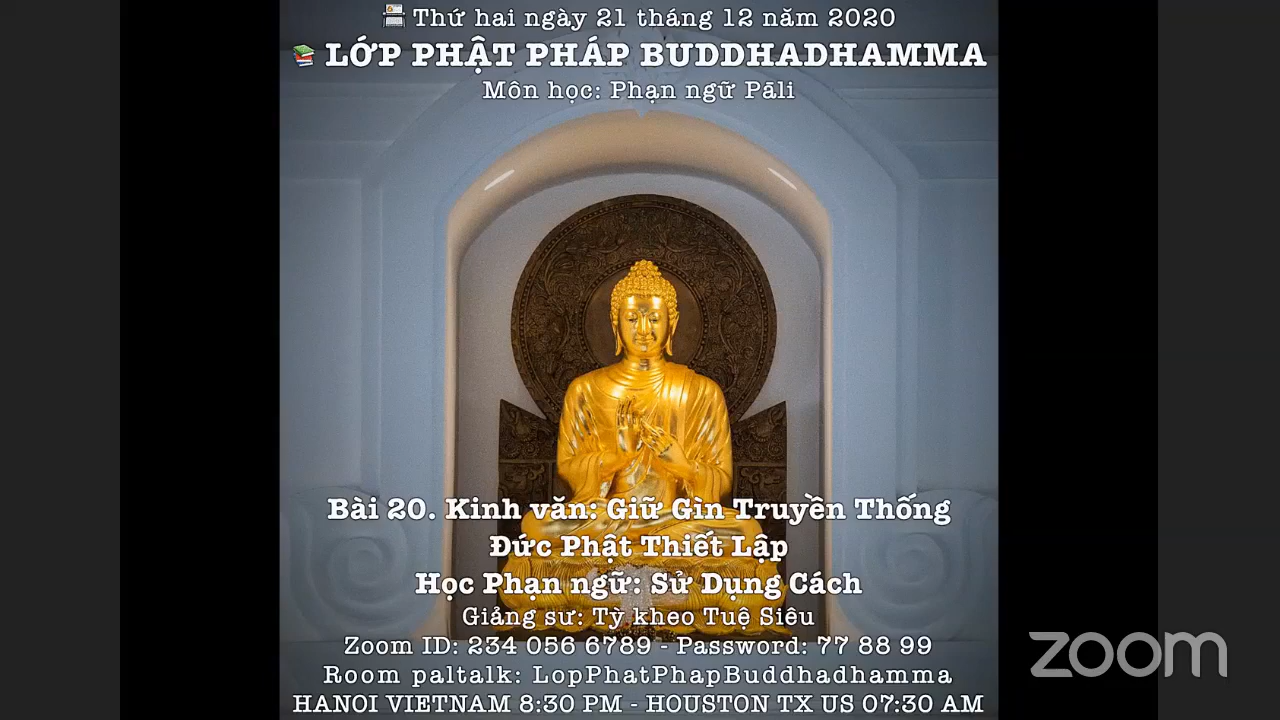 Thứ hai ngày 21 tháng 12 năm 2020
LỚP PHẬT PHÁP BUDDHADHAMMA
Môn học: Phạn ngữ Pāli
Bài 20. Kinh văn: Giữ Gìn Truyền Thống
Đức Phật Thiết Lập
Học Phạn ngữ: Sử Dụng Cách
Giảng sư: Tỳ kheo Tuệ Siêu
Zoom ID: 234 056 6789 - Password: 77 88 99
Room paltalk: LopPhatPhapBuddhadhamma
HANOI VIETNAM 8:30 PM - HOUSTON TX US 07:30 AM
zoom